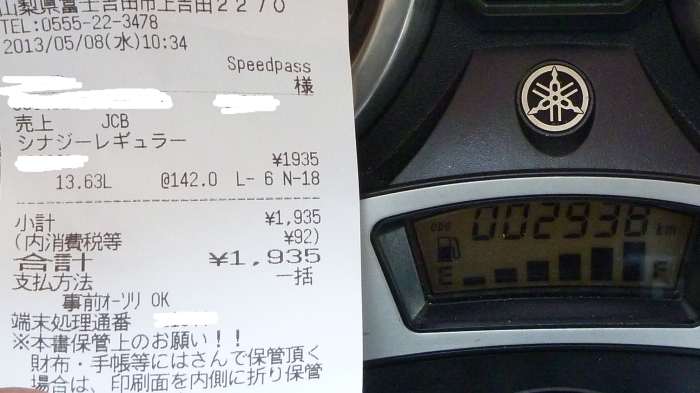 山梨県富士吉田市上吉田2270
TEL:0555-22-3478
2013/05/08(水)10:34
Speedpass
様
売上 JCB
シナジーレギュラー
¥1935
13.63L @142.0 L- 6 N-18
小計 ¥1,935
(内消費税等 ¥92)
合計 ¥1,935
支払方法 一括
事前オーソリ OK
端末処理通番
※本書保管上のお願い!!
財布・手帳等にはさんで保管頂く
場合は、印刷面を内側に折り保管
ODO 002938 km
E F